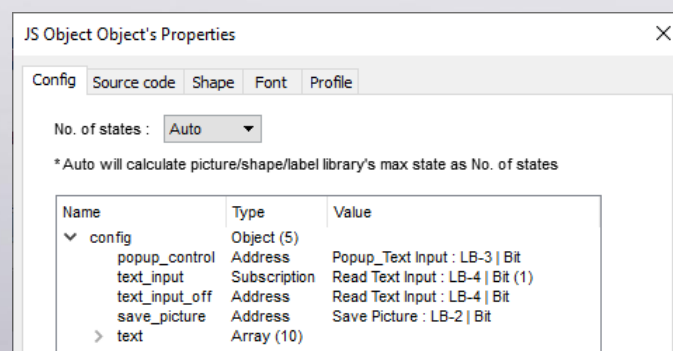 JS Object Object's Properties
Config Source code Shape Font Profile
No. of states : Auto
* Auto will calculate picture/shape/label library's max state as No. of states
Name Type Value
config Object (5)
popup_control Address Popup_Text Input : LB-3 | Bit
text_input Subscription Read Text Input : LB-4 | Bit (1)
text_input_off Address Read Text Input : LB-4 | Bit
save_picture Address Save Picture : LB-2 | Bit
text Array (10)